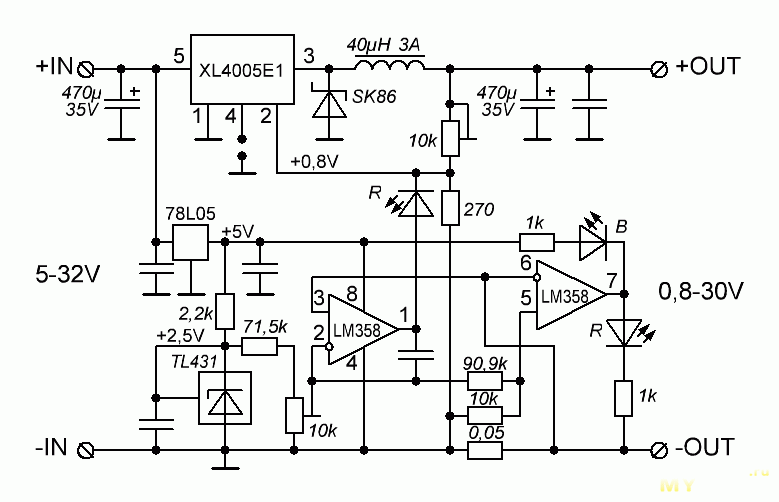 40µH 3A
+IN
5
XL4005E1
3
+OUT
470µ
35V
+
SK86
470µ
35V
+
1
4
2
10k
+0,8V
R
270
78L05
+5V
1k
B
5-32V
6
7
0,8-30V
3
8
5
LM358
2,2k
2
LM358
1
R
+2,5V
71,5k
4
TL431
90,9k
10k
1k
10k
0,05
-IN
-OUT
MY
.ru